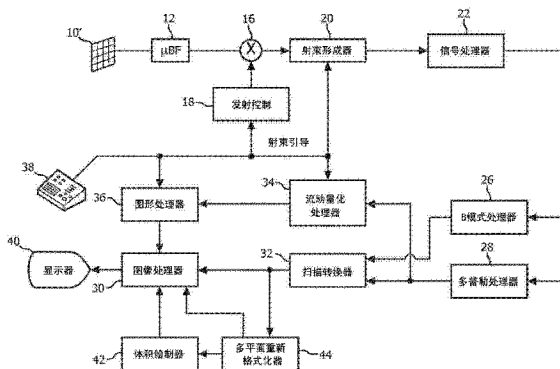 10'
12
μBF
16
X
20
射束形成器
22
信号处理器
18
发射控制
射束引导
38
36
图形处理器
34
流动量化
处理器
26
B模式处理器
40
显示器
图像处理器
30
32
扫描转换器
28
多普勒处理器
42
体积绘制器
多平面重新
格式化器
44